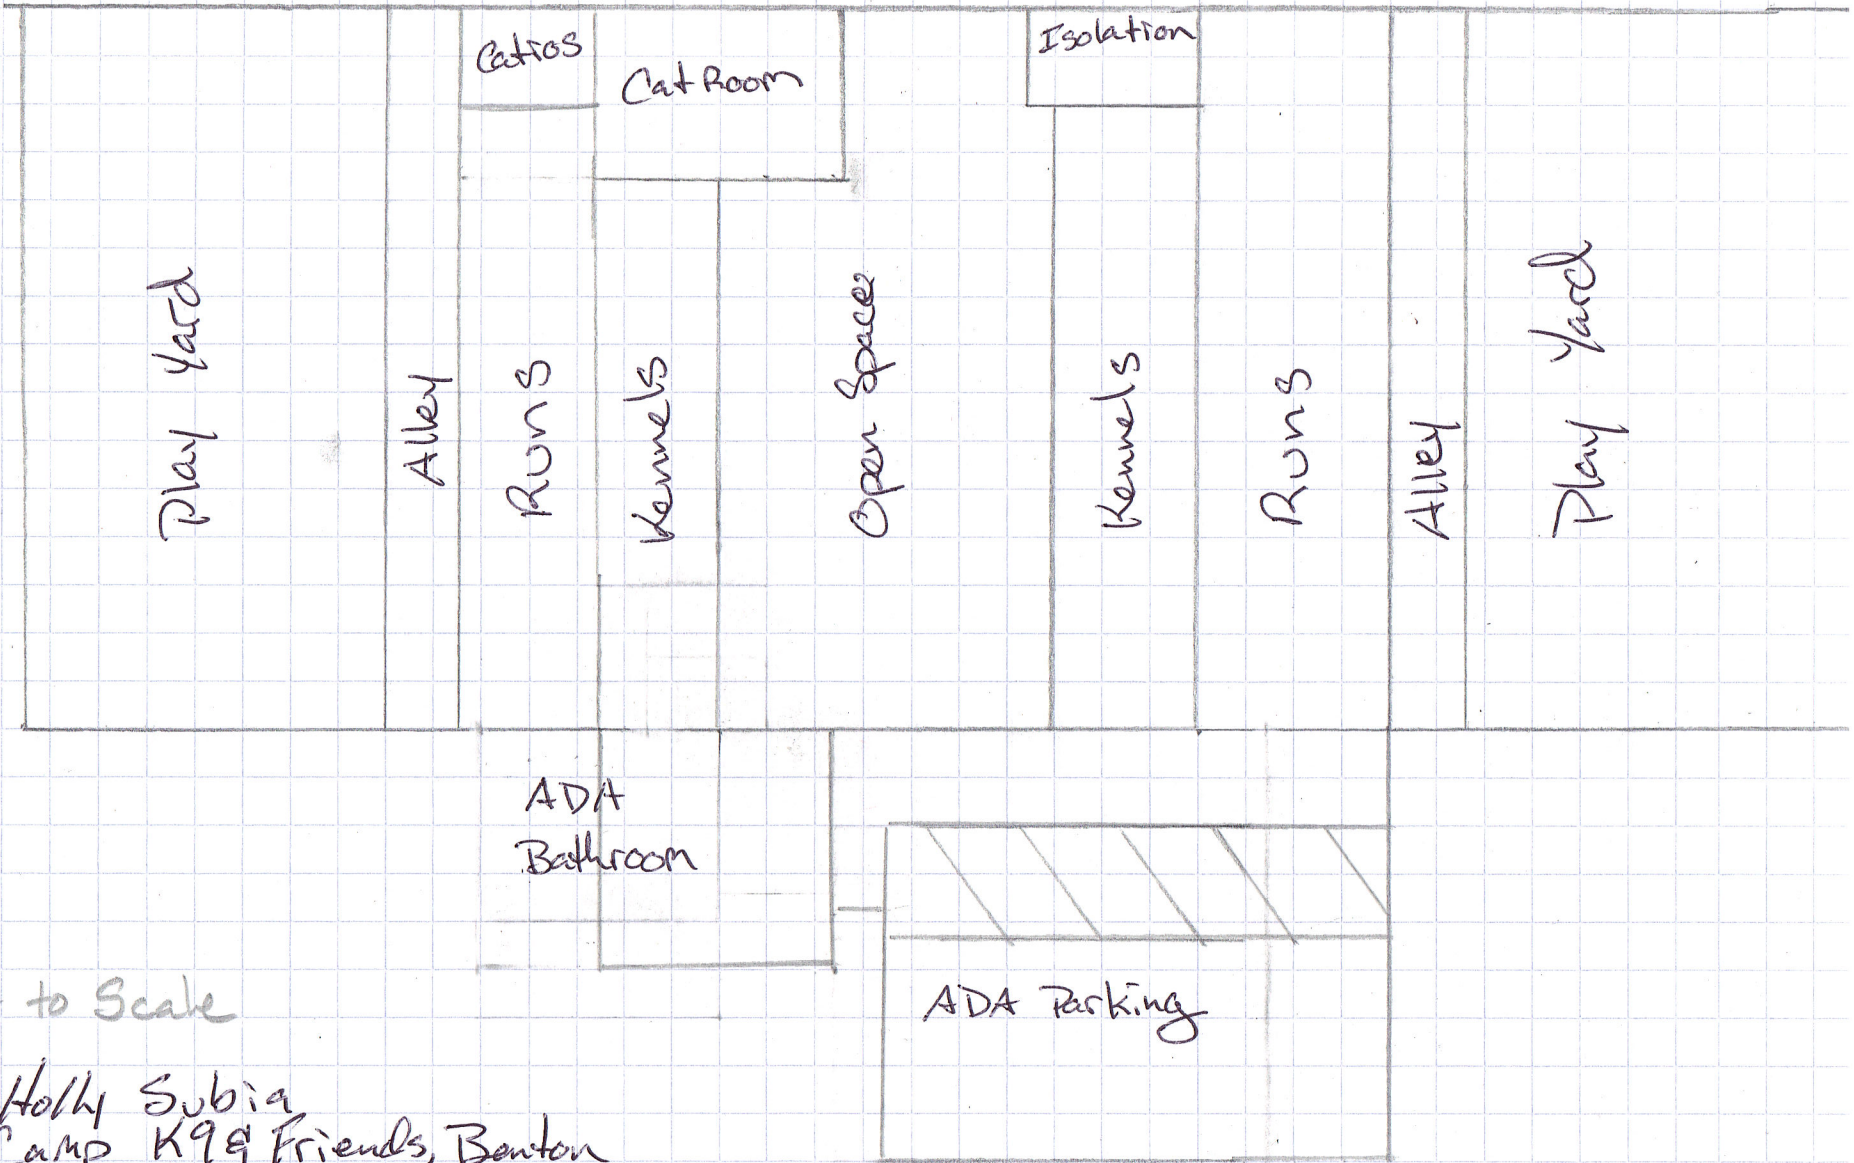 Catios
Cat Room
Isolation
Play Yard
Alley
Runs
Kennels
Open Space
Kennels
Runs
Alley
Play Yard
ADA
Bathroom
ADA Parking
to Scale
Holly Subia
Camp K9 & Friends, Benton